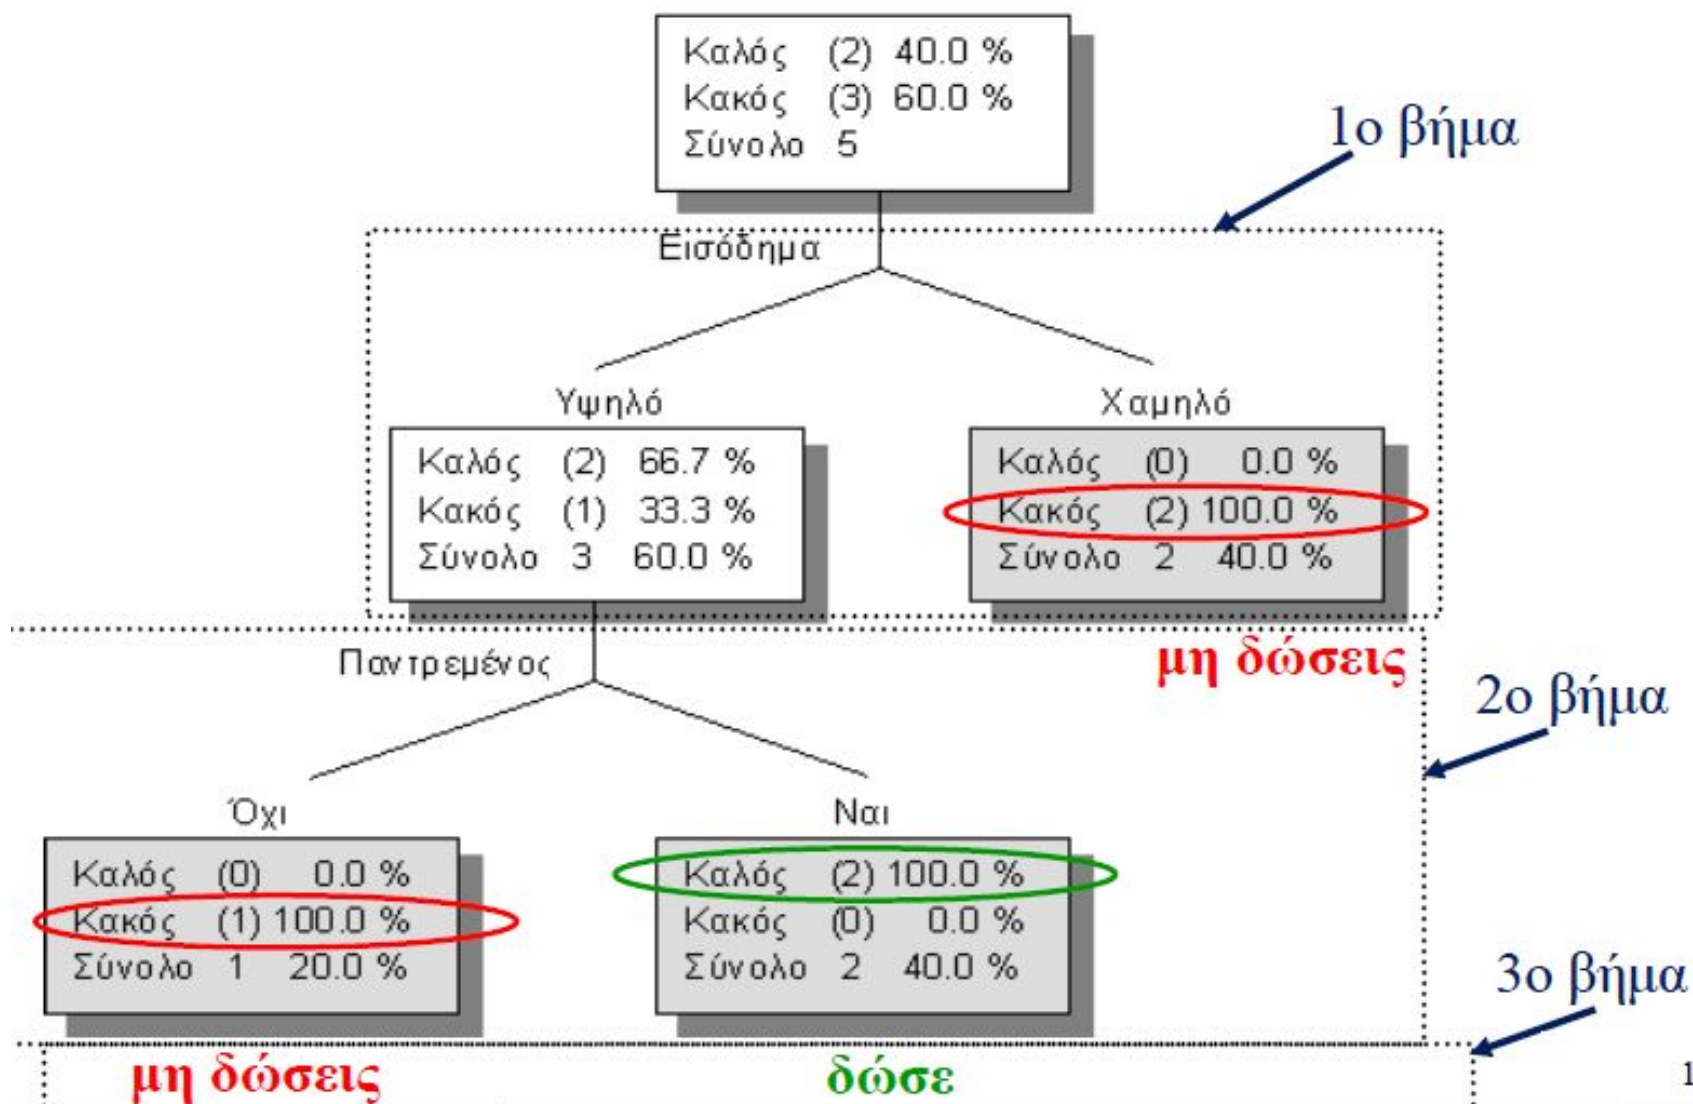 Καλός (2) 40.0 %
Κακός (3) 60.0 %
Σύνολο 5
1ο βήμα
Εισόδημα
Υψηλό
Χαμηλό
Καλός (2) 66.7 %
Κακός (1) 33.3 %
Σύνολο 3 60.0 %
Καλός (0) 0.0 %
Κακός (2) 100.0 %
Σύνολο 2 40.0 %
μη δώσεις
Παντρεμένος
2ο βήμα
Όχι
Ναι
Καλός (0) 0.0 %
Κακός (1) 100.0 %
Σύνολο 1 20.0 %
Καλός (2) 100.0 %
Κακός (0) 0.0 %
Σύνολο 2 40.0 %
3ο βήμα
μη δώσεις
δώσε
1